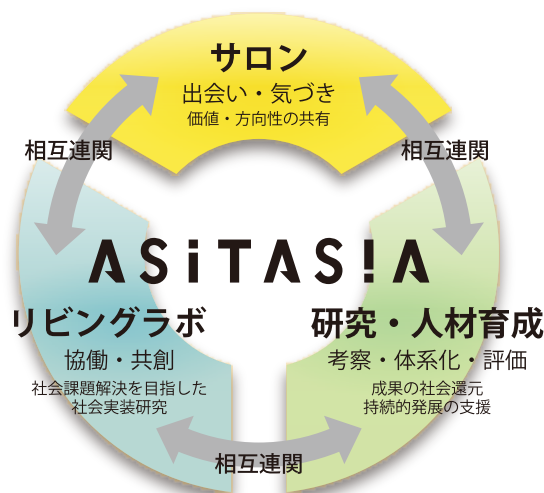 サロン
出会い・気づき
価値・方向性の共有
相互連関
相互連関
ASiTAS!A
リビングラボ
協働・共創
社会課題解決を目指した
社会実装研究
研究・人材育成
考察・体系化・評価
成果の社会還元
持続的発展の支援
相互連関